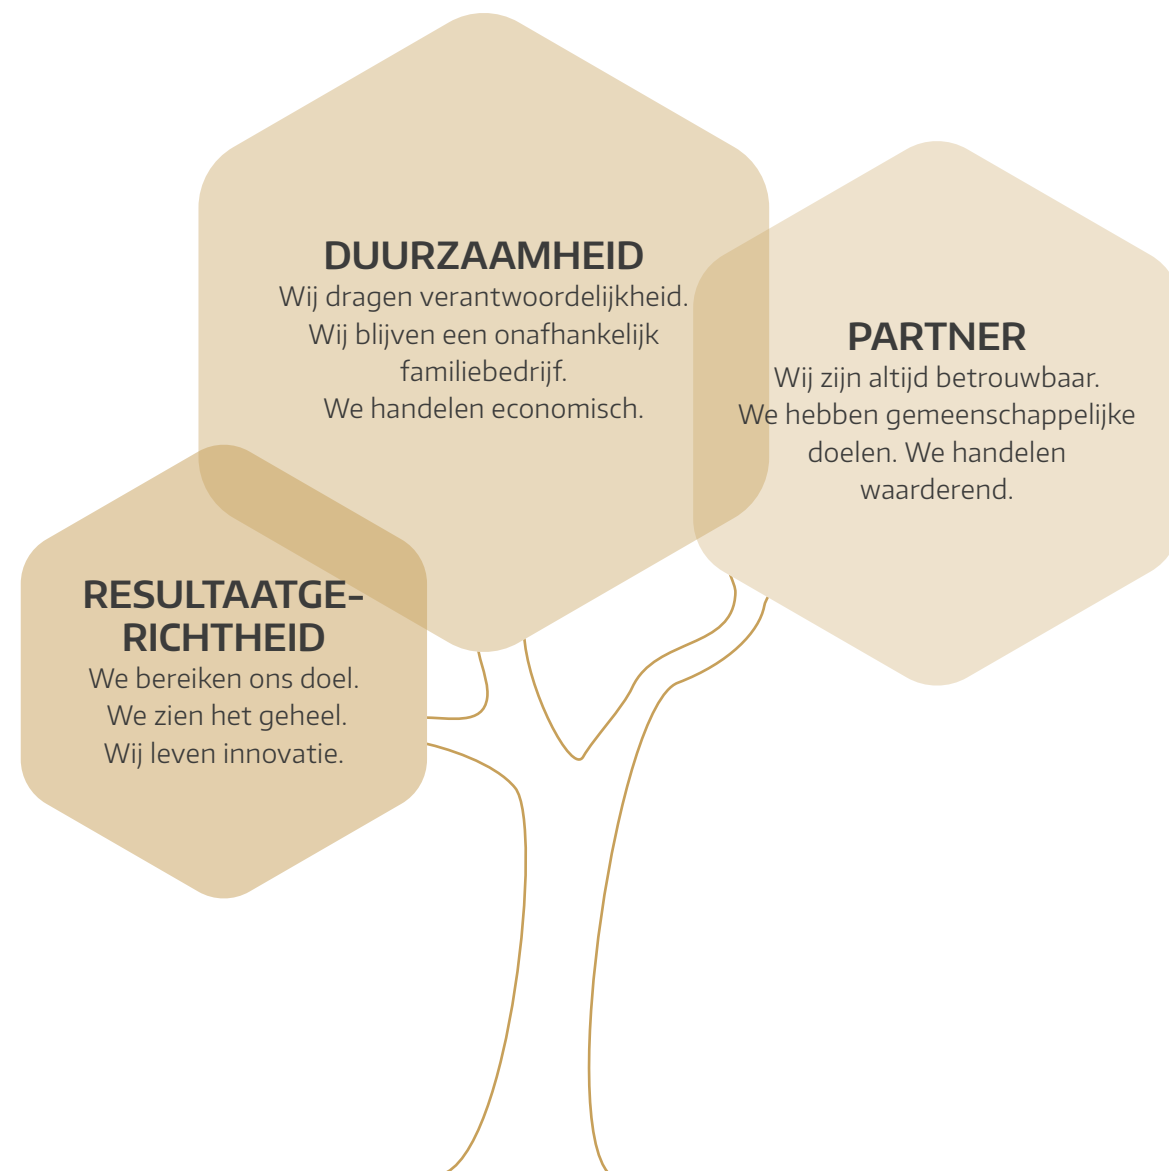 DUURZAAMHEID
Wij dragen verantwoordelijkheid.
Wij blijven een onafhankelijk
familiebedrijf.
We handelen economisch.
PARTNER
Wij zijn altijd betrouwbaar.
We hebben gemeenschappelijke
doelen. We handelen
waarderend.
RESULTAATGE-
RICHTHEID
We bereiken ons doel.
We zien het geheel.
Wij leven innovatie.